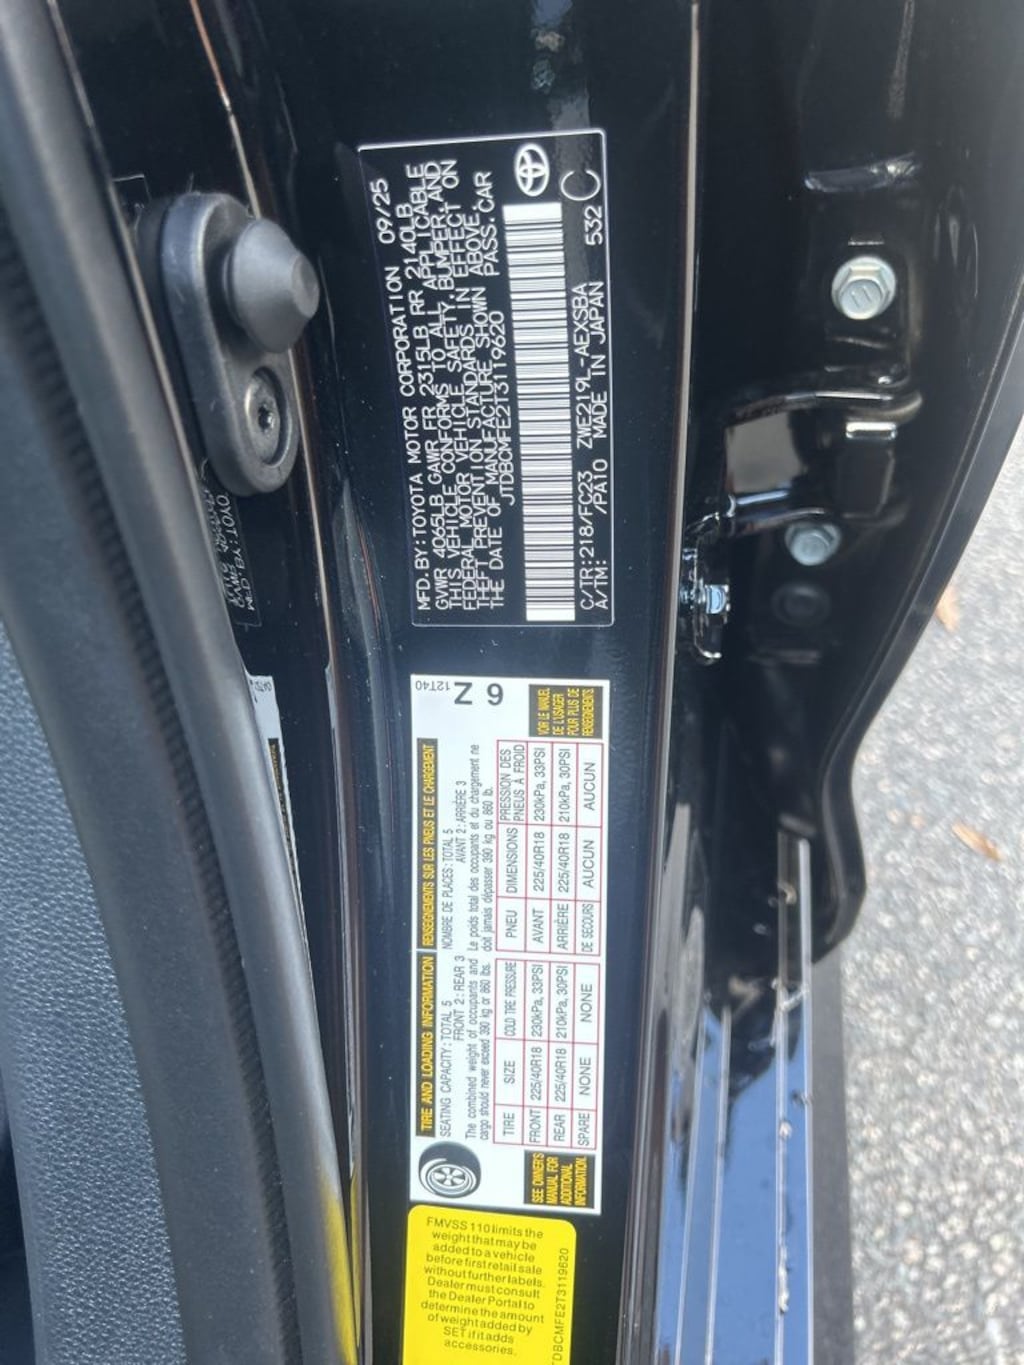 MFD. BY: TOYOTA MOTOR CORPORATION 09/25
GVWR 4065LB GAWR FR 2315LB RR 2140LB
THIS VEHICLE CONFORMS TO ALL APPLICABLE
FEDERAL MOTOR VEHICLE SAFETY, BUMPER, AND
THEFT PREVENTION STANDARDS IN EFFECT ON
THE DATE OF MANUFACTURE SHOWN ABOVE.
JTDBCMFE2T3119620 PASS. CAR
C/TR: 218/FC23 ZWE219L-AEXSBA 532
A/TM: /PA10 MADE IN JAPAN C
TIRE AND LOADING INFORMATION
SEATING CAPACITY: TOTAL 5
FRONT 2: REAR 3
The combined weight of occupants and
cargo should never exceed 390 kg or 860 lbs.
TIRE SIZE COLD TIRE PRESSURE
FRONT 225/40R18 230kPa, 33PSI
REAR 225/40R18 210kPa, 30PSI
SPARE NONE NONE
SEE OWNER'S
MANUAL FOR
ADDITIONAL
INFORMATION.
RENSEIGNEMENTS SUR LES PNEUS ET LE CHARGEMENT
NOMBRE DE PLACES: TOTAL 5
AVANT 2: ARRIÈRE 3
Le poids total des occupants et du chargement ne
doit jamais dépasser 390 kg ou 860 lb.
PNEU DIMENSIONS PRESSION DES
PNEUS À FROID
AVANT 225/40R18 230kPa, 33PSI
ARRIÈRE 225/40R18 210kPa, 30PSI
DE SECOURS AUCUN AUCUN
VOIR LE MANUEL
DE L'USAGER
POUR PLUS DE
RENSEIGNEMENTS
12T40
Z 6
FMVSS 110 limits the
weight that may be
added to a vehicle
before first retail sale
without further labels.
Dealer must consult
the Dealer Portal to
determine the amount
of weight added by
SET if it adds
accessories.
TDBCMFE2T3119620